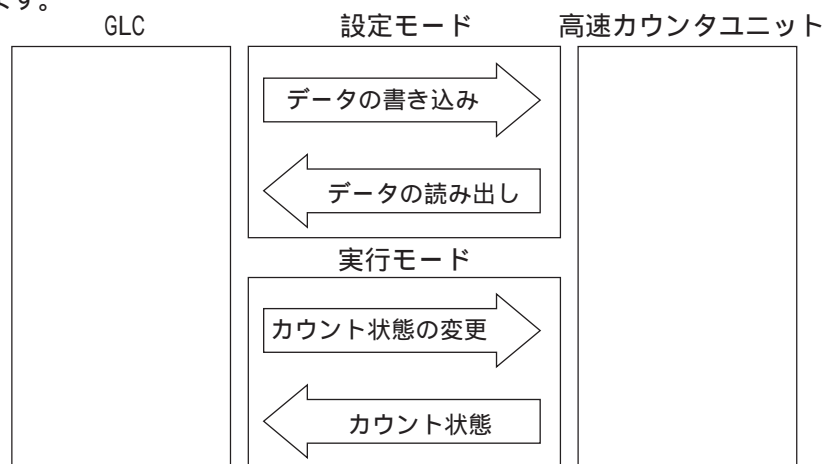 ます。
GLC 設定モード 高速カウンタユニット
データの書き込み
データの読み出し
実行モード
カウント状態の変更
カウント状態